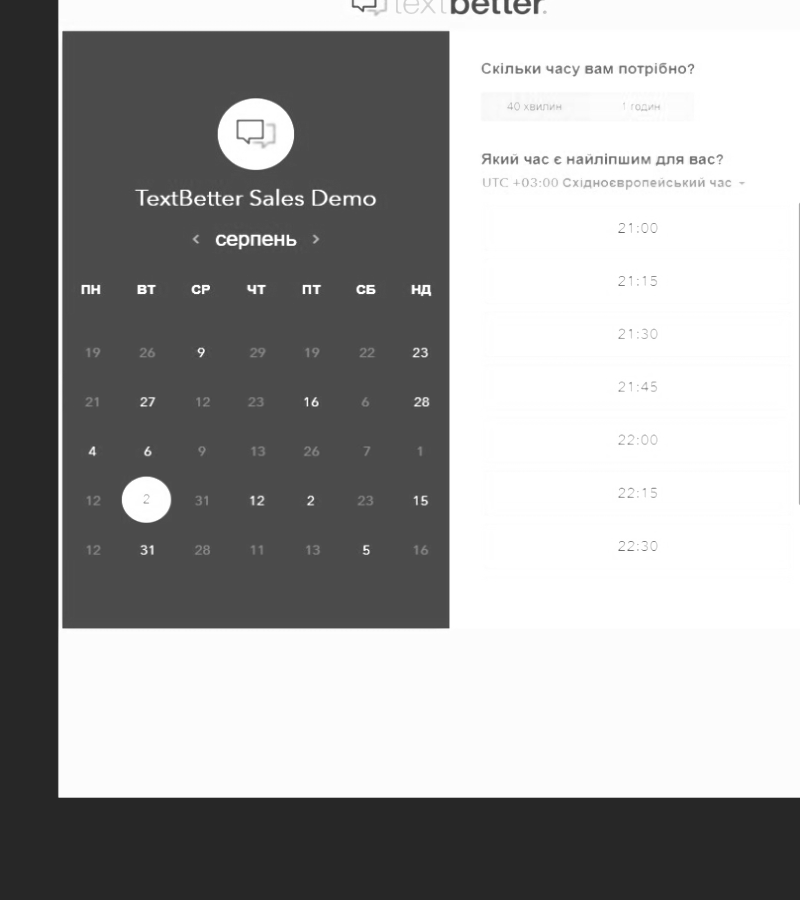 textbetter.
TextBetter Sales Demo
< серпень >
ПН ВТ СР ЧТ ПТ СБ НД
19 26 9 29 19 22 23
21 27 12 23 16 6 28
4 6 9 13 26 7 1
12 2 31 12 2 23 15
12 31 28 11 13 5 16
Скільки часу вам потрібно?
40 хвилин 1 годин
Який час є найліпшим для вас?
UTC +03:00 Східноєвропейський час
21:00
21:15
21:30
21:45
22:00
22:15
22:30